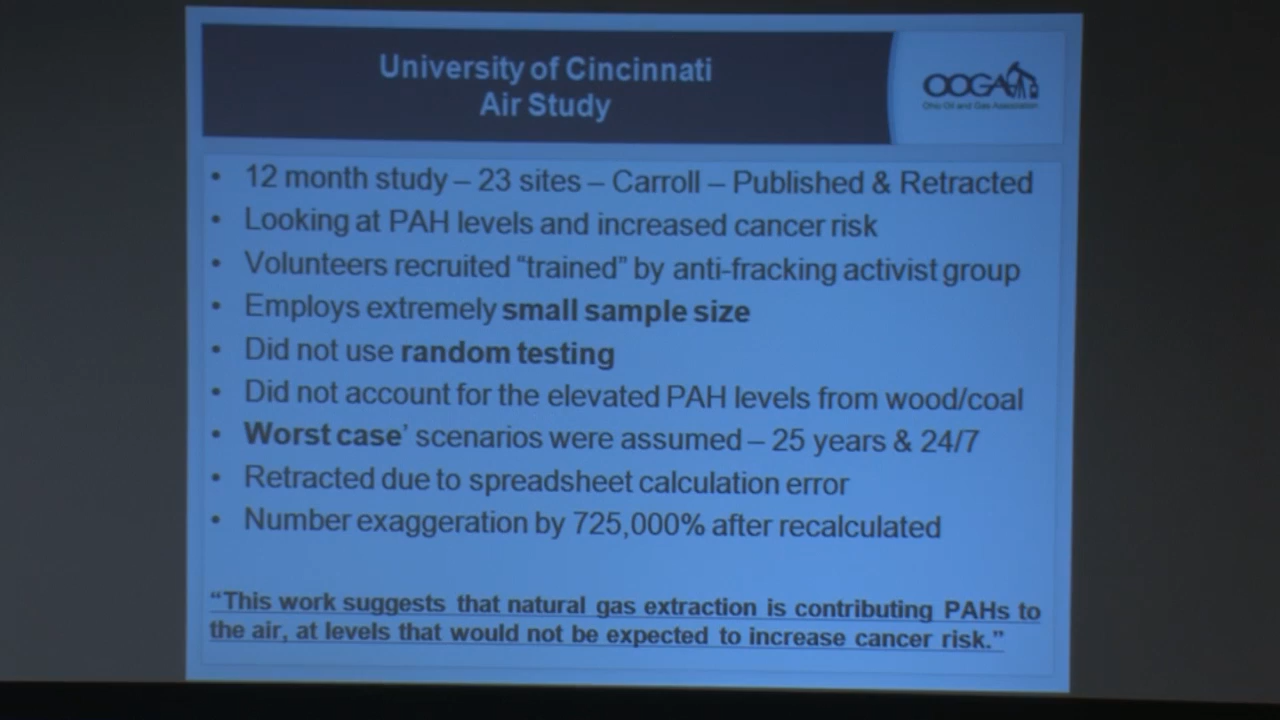 University of Cincinnati
Air Study
OOGA
Ohio Oil and Gas Association
• 12 month study – 23 sites – Carroll – Published & Retracted
• Looking at PAH levels and increased cancer risk
• Volunteers recruited “trained” by anti-fracking activist group
• Employs extremely small sample size
• Did not use random testing
• Did not account for the elevated PAH levels from wood/coal
• Worst case’ scenarios were assumed – 25 years & 24/7
• Retracted due to spreadsheet calculation error
• Number exaggeration by 725,000% after recalculated
“This work suggests that natural gas extraction is contributing PAHs to
the air, at levels that would not be expected to increase cancer risk.”